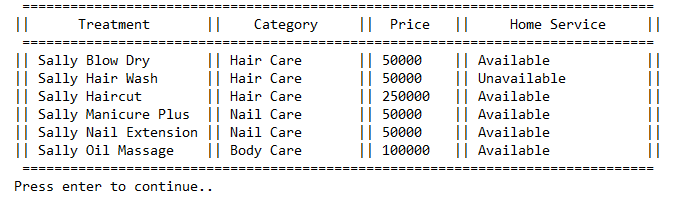 ===============================================================================
||      Treatment       ||    Category     ||  Price   ||     Home Service     ||
===============================================================================
|| Sally Blow Dry       || Hair Care       || 50000    || Available            ||
|| Sally Hair Wash      || Hair Care       || 50000    || Unavailable          ||
|| Sally Haircut        || Hair Care       || 250000   || Available            ||
|| Sally Manicure Plus  || Nail Care       || 50000    || Available            ||
|| Sally Nail Extension || Nail Care       || 50000    || Available            ||
|| Sally Oil Massage    || Body Care       || 100000   || Available            ||
===============================================================================
Press enter to continue..